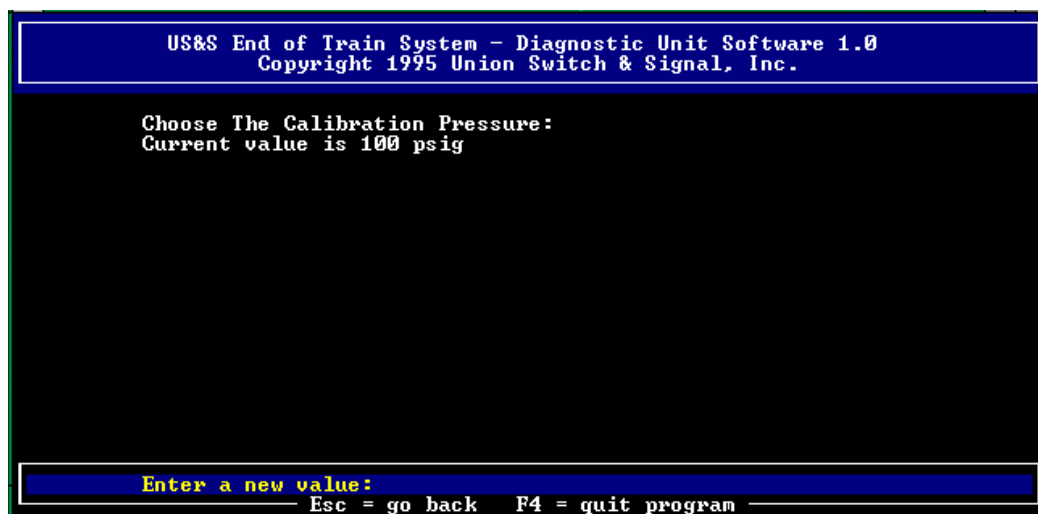 US&S End of Train System - Diagnostic Unit Software 1.0
Copyright 1995 Union Switch & Signal, Inc.
Choose The Calibration Pressure:
Current value is 100 psig
Enter a new value:
Esc = go back F4 = quit program